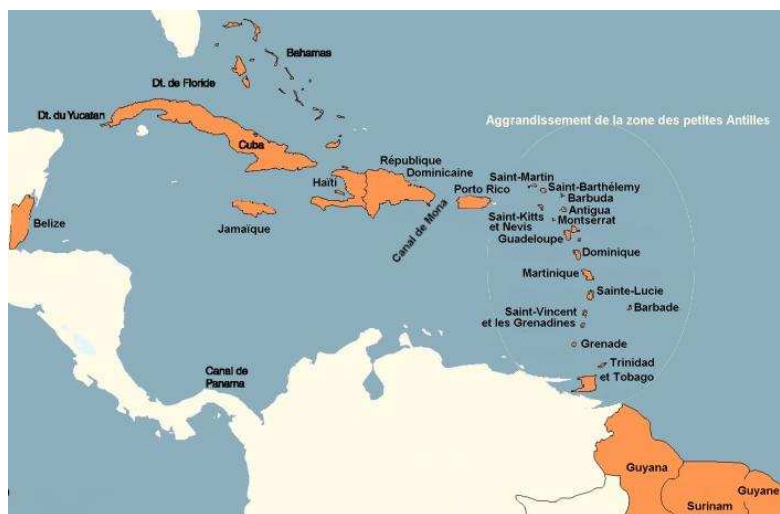 Bahamas
Dt. de Floride
Dt. du Yucatan
Aggrandissement de la zone des petites Antilles
Cuba
République
Dominicaine
Haïti
Porto Rico
Saint-Martin
Saint-Barthélemy
Barbuda
Antigua
Saint-Kitts
et Nevis
Montserrat
Guadeloupe
Belize
Jamaïque
Canal de Mona
Dominique
Martinique
Sainte-Lucie
Barbade
Saint-Vincent
et les Grenadines
Grenade
Trinidad
et Tobago
Canal de
Panama
Guyana
Surinam
Guyane